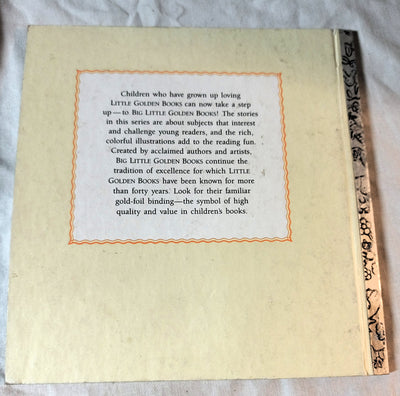 Children who have grown up loving
LITTLE GOLDEN BOOKS can now take a step
up—to BIG LITTLE GOLDEN BOOKS! The stories
in this series are about subjects that interest
and challenge young readers, and the rich,
colorful illustrations add to the reading fun.
Created by acclaimed authors and artists,
BIG LITTLE GOLDEN BOOKS continue the
tradition of excellence for which LITTLE
GOLDEN BOOKS have been known for more
than forty years. Look for their familiar
gold-foil binding—the symbol of high
quality and value in children's books.